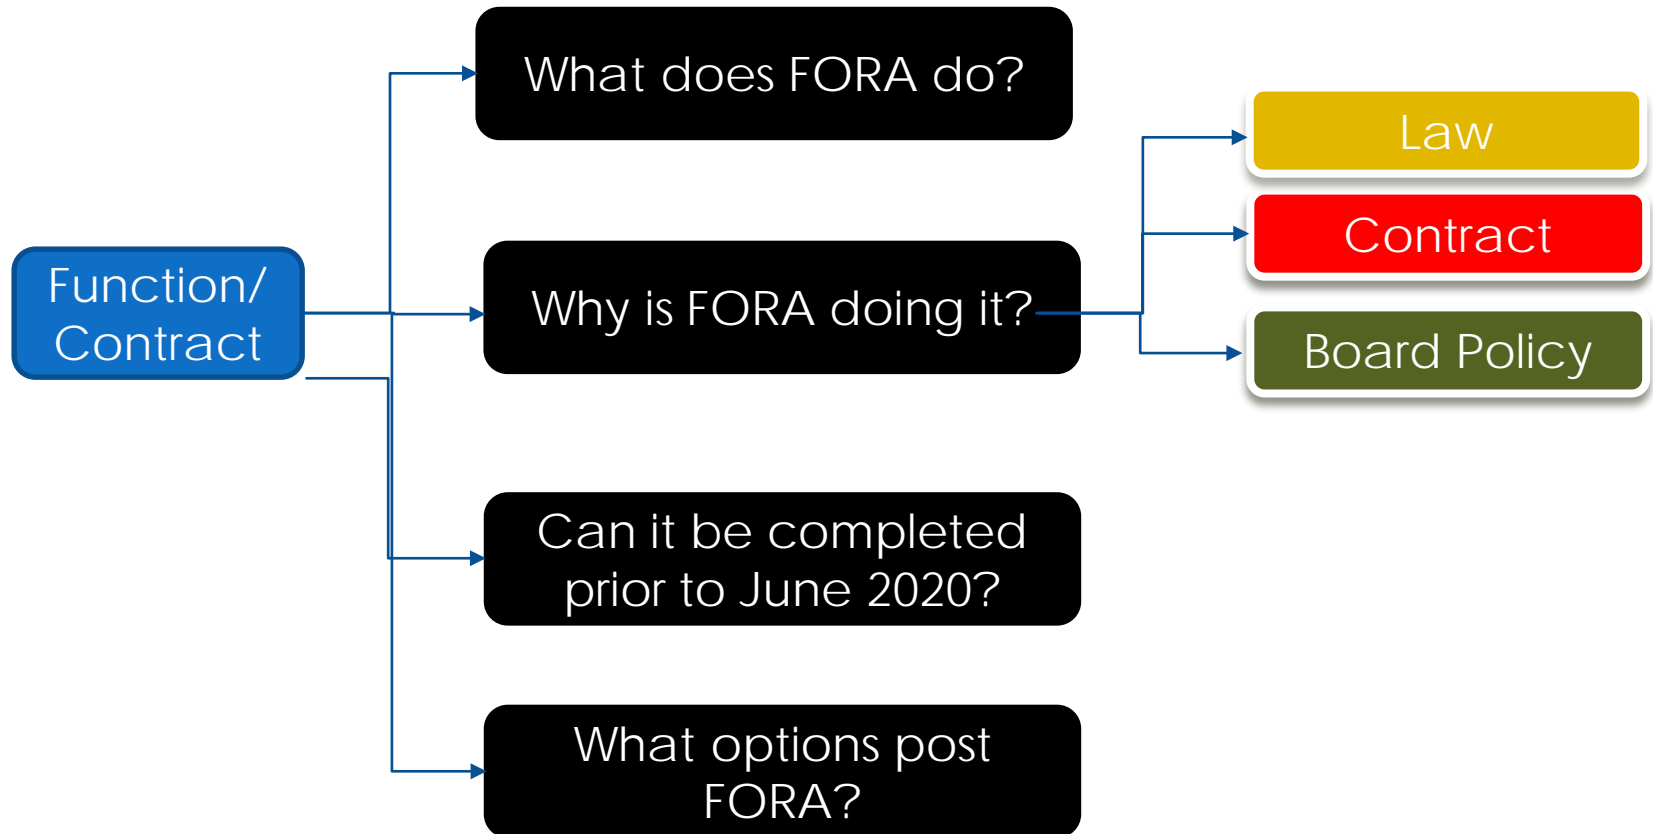 What does FORA do?
Law
Contract
Function/
Contract
Why is FORA doing it?
Board Policy
Can it be completed
prior to June 2020?
What options post
FORA?